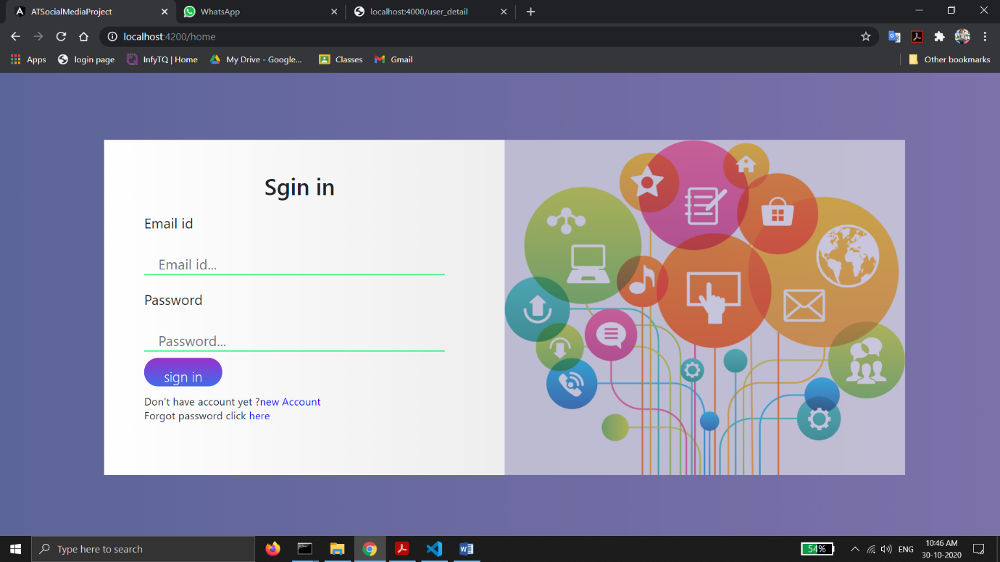 ATSocialMediaProject
WhatsApp
localhost:4000/user_detail
localhost:4200/home
Apps
login page
InfyTQ | Home
My Drive - Google...
Classes
Gmail
Other bookmarks
Sgin in
Email id
Email id...
Password
Password...
sign in
Don't have account yet ?new Account
Forgot password click here
Type here to search
54%
ENG
10:46 AM
30-10-2020